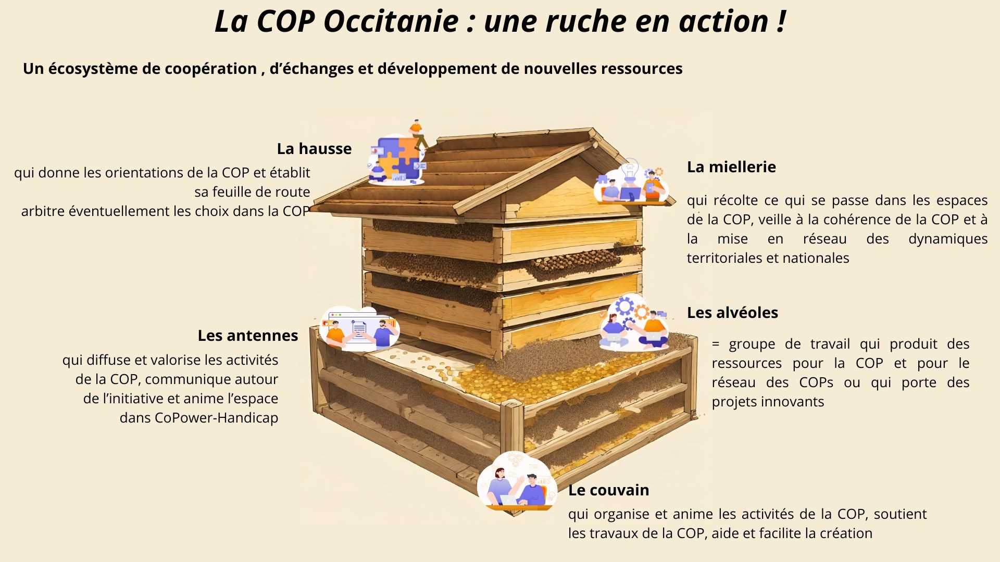 La COP Occitanie : une ruche en action !
Un écosystème de coopération , d’échanges et développement de nouvelles ressources
La hausse
qui donne les orientations de la COP et établit
sa feuille de route
arbitre éventuellement les choix dans la COP
La miellerie
qui récolte ce qui se passe dans les espaces
de la COP, veille à la cohérence de la COP et à
la mise en réseau des dynamiques
territoriales et nationales
Les antennes
qui diffuse et valorise les activités
de la COP, communique autour
de l’initiative et anime l’espace
dans CoPower-Handicap
Les alvéoles
= groupe de travail qui produit des
ressources pour la COP et pour le
réseau des COPs ou qui porte des
projets innovants
Le couvain
qui organise et anime les activités de la COP, soutient
les travaux de la COP, aide et facilite la création